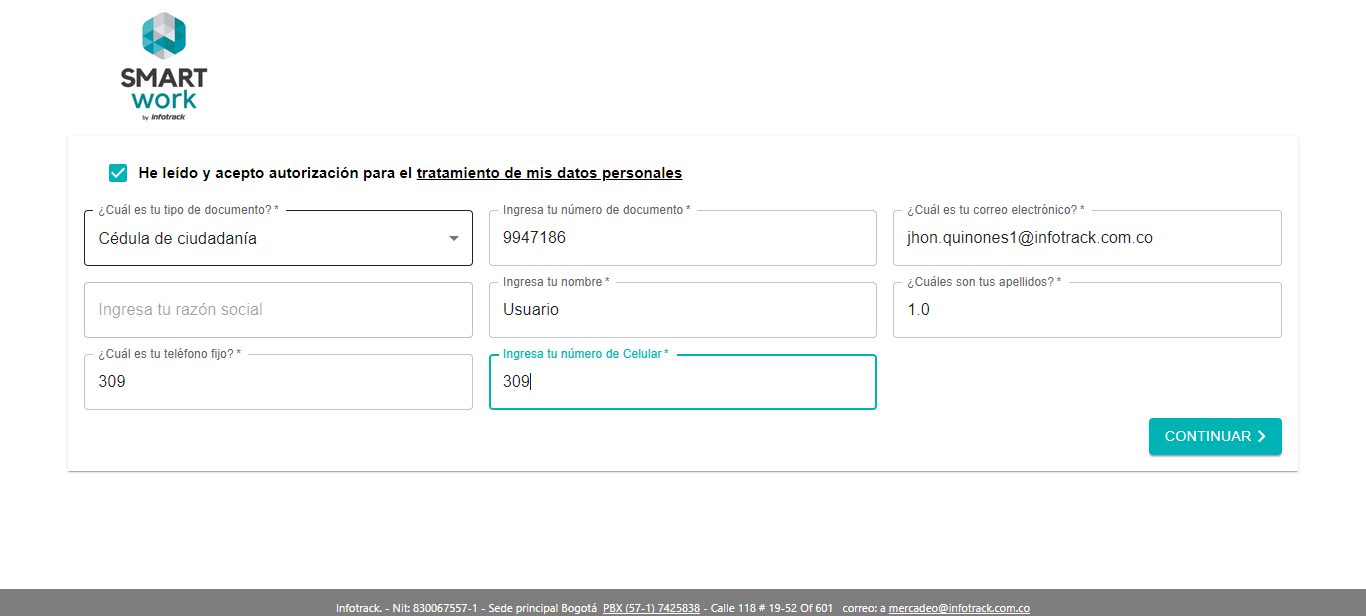 SMART
work
by infotrack
He leído y acepto autorización para el tratamiento de mis datos personales
¿Cuál es tu tipo de documento? *
Cédula de ciudadanía
Ingresa tu número de documento *
9947186
¿Cuál es tu correo electrónico? *
jhon.quinones1@infotrack.com.co
Ingresa tu razón social
Ingresa tu nombre *
Usuario
¿Cuáles son tus apellidos? *
1.0
¿Cuál es tu teléfono fijo? *
309
Ingresa tu número de Celular *
309
CONTINUAR
Infotrack. - Nit: 830067557-1 - Sede principal Bogotá PBX (57-1) 7425838 - Calle 118 # 19-52 Of 601 correo: a mercadeo@infotrack.com.co